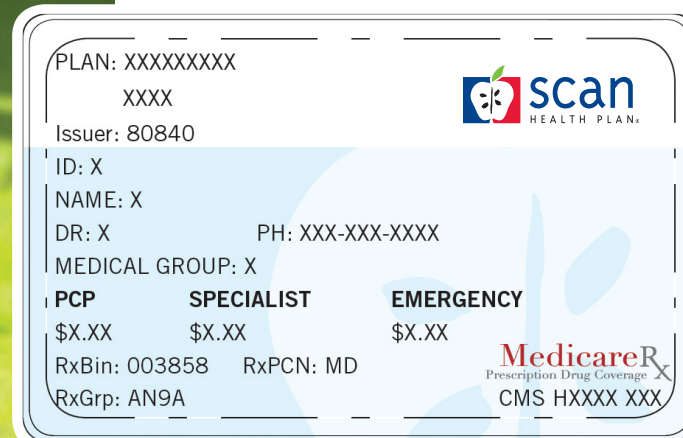 PLAN: XXXXXXXXX
XXXX
scan
HEALTH PLAN®
Issuer: 80840
ID: X
NAME: X
DR: X PH: XXX-XXX-XXXX
MEDICAL GROUP: X
PCP SPECIALIST EMERGENCY
$X.XX $X.XX $X.XX
RxBin: 003858 RxPCN: MD
MedicareRx
Prescription Drug Coverage
RxGrp: AN9A CMS HXXXX XXX